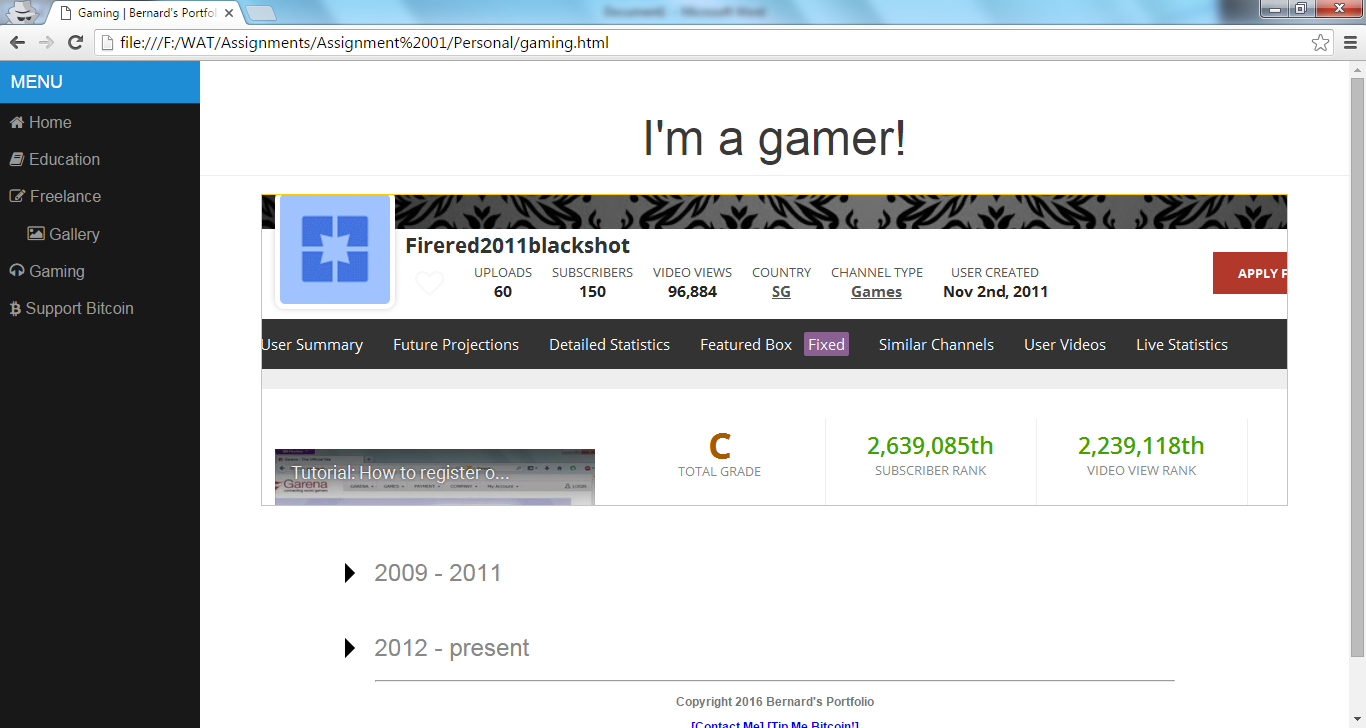 Gaming | Bernard's Portfo
file:///F:/WAT/Assignments/Assignment%2001/Personal/gaming.html
MENU
Home
Education
Freelance
Gallery
Gaming
Support Bitcoin
I'm a gamer!
Firered2011blackshot
UPLOADS SUBSCRIBERS VIDEO VIEWS COUNTRY CHANNEL TYPE USER CREATED
60 150 96,884 SG Games Nov 2nd, 2011
APPLY F
User Summary Future Projections Detailed Statistics Featured Box Fixed Similar Channels User Videos Live Statistics
Tutorial: How to register o...
Garena
C
TOTAL GRADE
2,639,085th
SUBSCRIBER RANK
2,239,118th
VIDEO VIEW RANK
2009 - 2011
2012 - present
Copyright 2016 Bernard's Portfolio
[Contact Me] [Tip Me Bitcoin!]